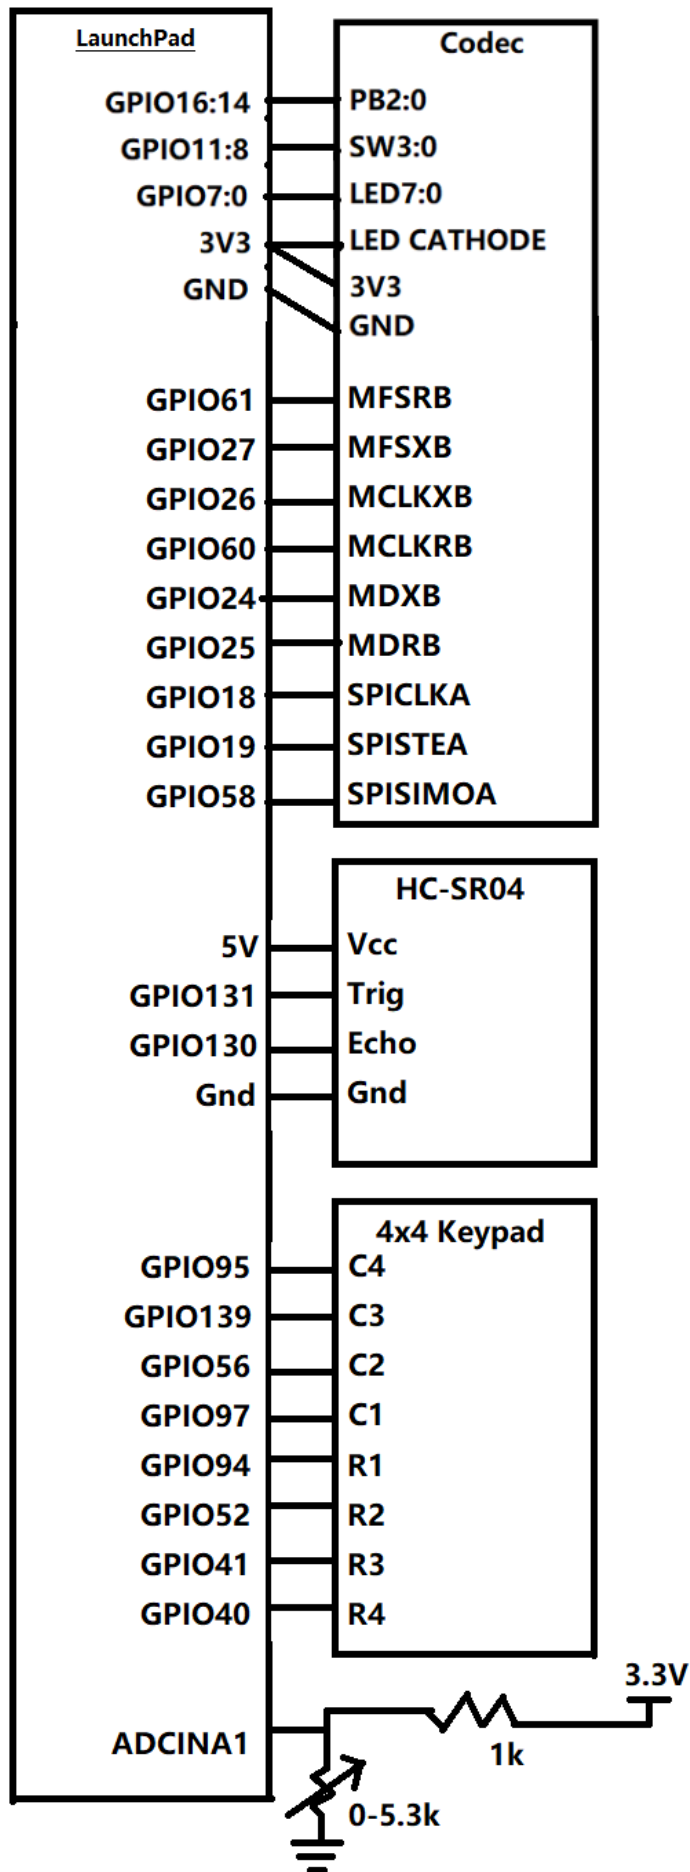 LaunchPad
Codec
GPIO16:14 PB2:0
GPIO11:8 SW3:0
GPIO7:0 LED7:0
3V3 LED CATHODE
3V3
GND
GND
GPIO61 MFSRB
GPIO27 MFSXB
GPIO26 MCLKXB
GPIO60 MCLKRB
GPIO24 MDXB
GPIO25 MDRB
GPIO18 SPICLKA
GPIO19 SPISTEA
GPIO58 SPISIMOA
HC-SR04
5V Vcc
GPIO131 Trig
GPIO130 Echo
Gnd Gnd
4x4 Keypad
GPIO95 C4
GPIO139 C3
GPIO56 C2
GPIO97 C1
GPIO94 R1
GPIO52 R2
GPIO41 R3
GPIO40 R4
3.3V
ADCINA1
1k
0-5.3k